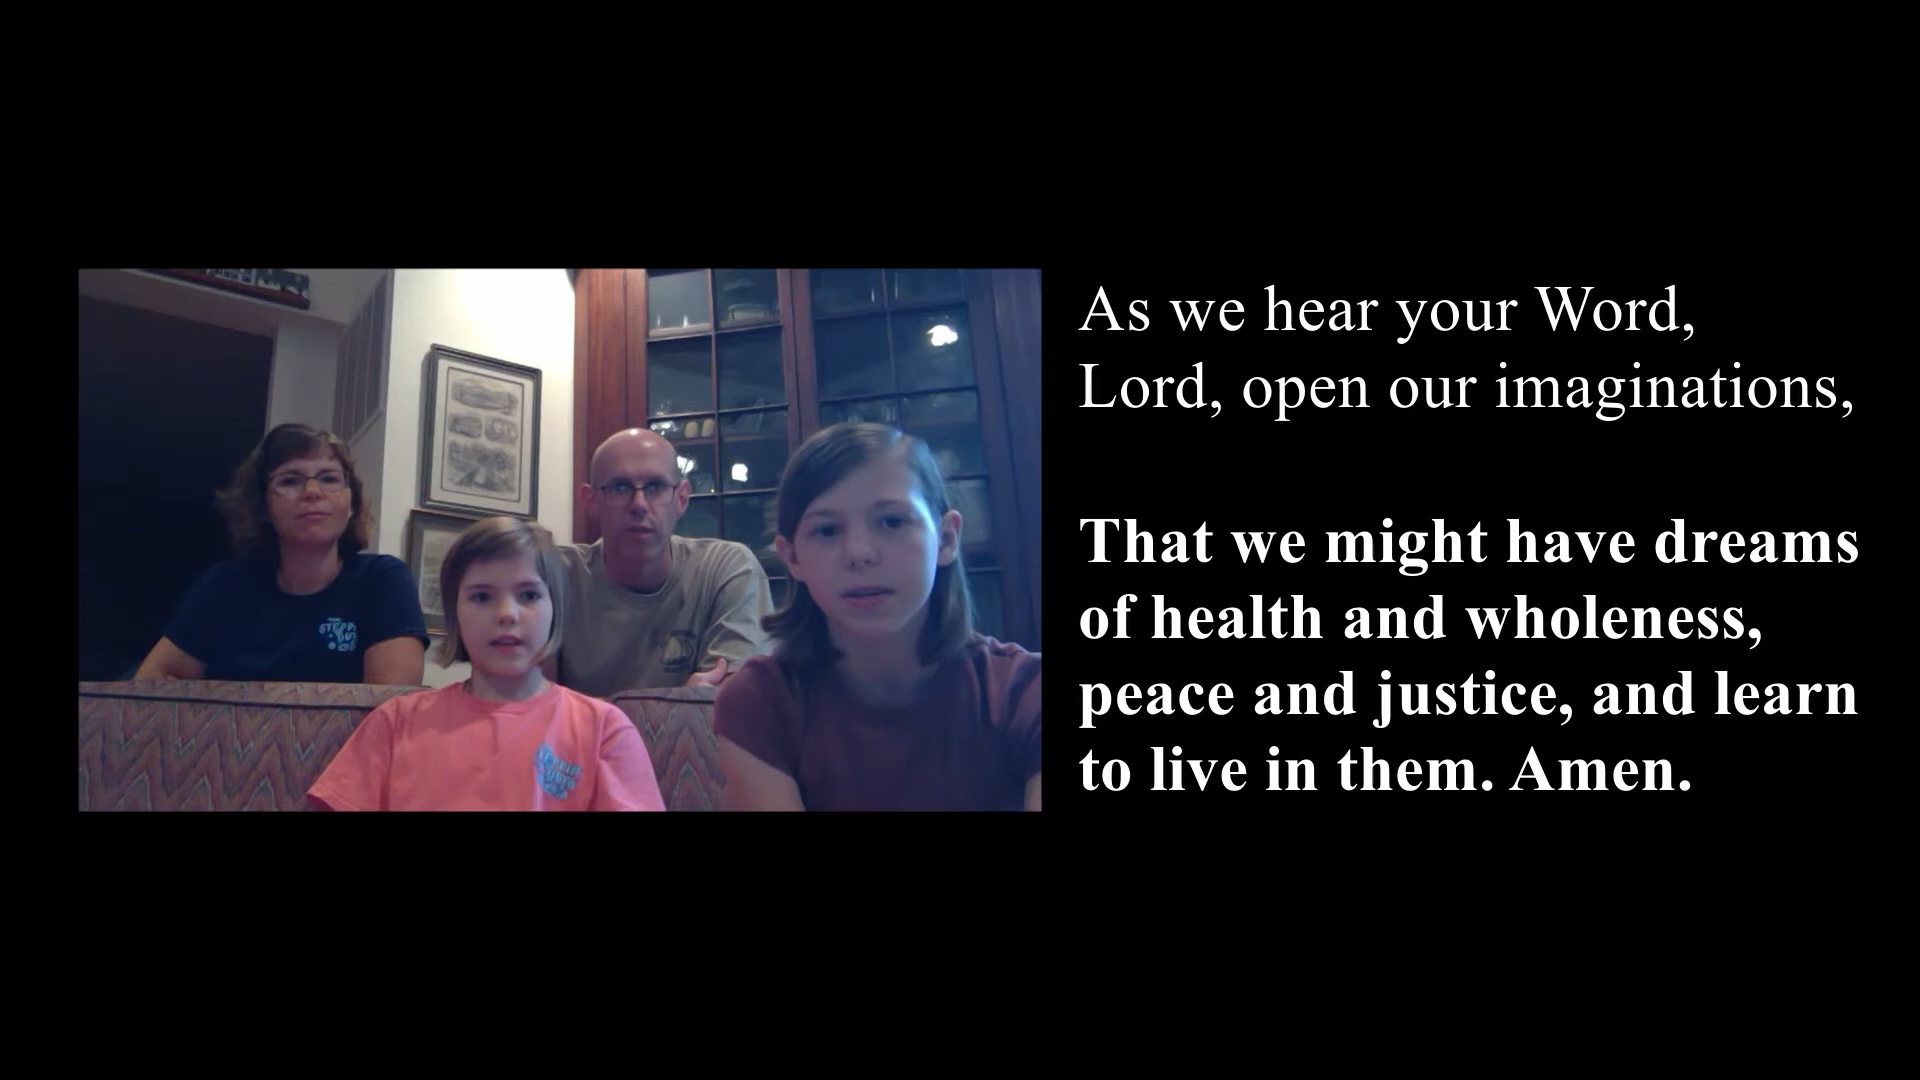 As we hear your Word,
Lord, open our imaginations,
That we might have dreams
of health and wholeness,
peace and justice, and learn
to live in them. Amen.